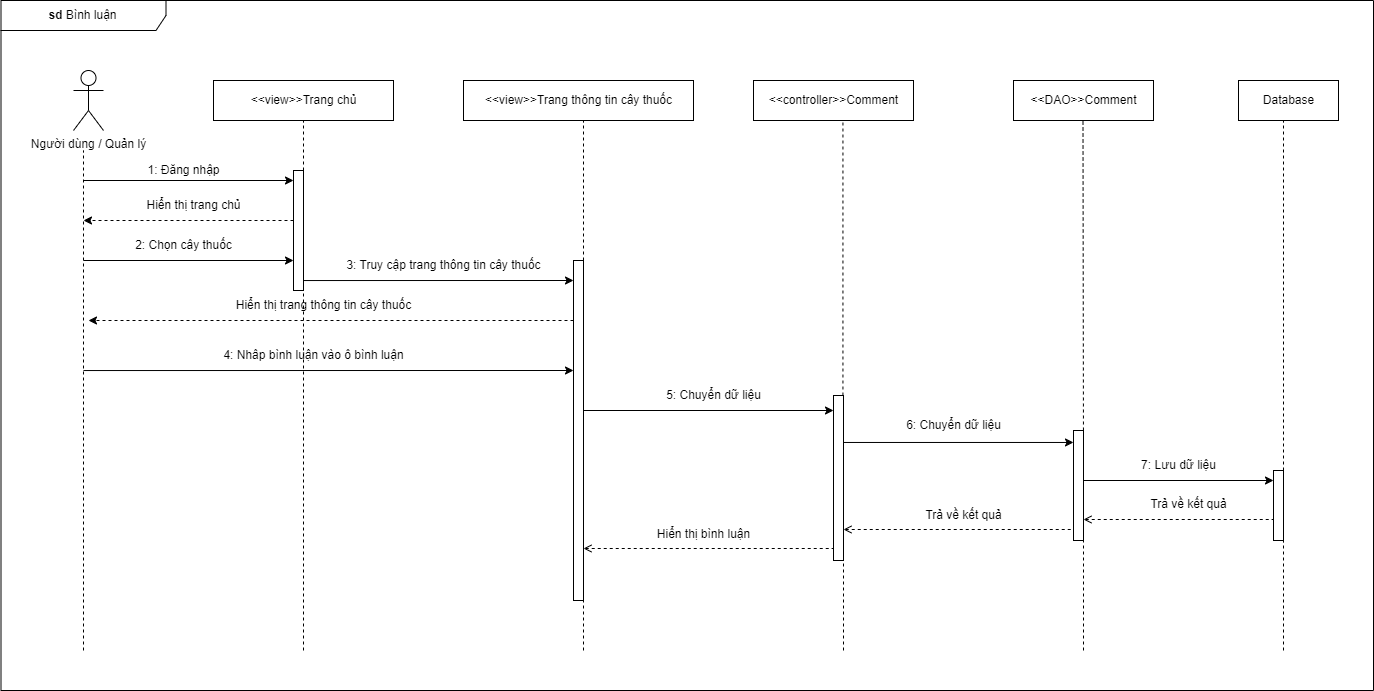 sd Bình luận
<<view>>Trang chủ
<<view>>Trang thông tin cây thuốc
<<controller>>Comment
<<DAO>>Comment
Database
Người dùng / Quản lý
1: Đăng nhập
Hiển thị trang chủ
2: Chọn cây thuốc
3: Truy cập trang thông tin cây thuốc
Hiển thị trang thông tin cây thuốc
4: Nhâp bình luận vào ô bình luận
5: Chuyển dữ liệu
6: Chuyển dữ liệu
7: Lưu dữ liệu
Trả về kết quả
Trả về kết quả
Hiển thị bình luận